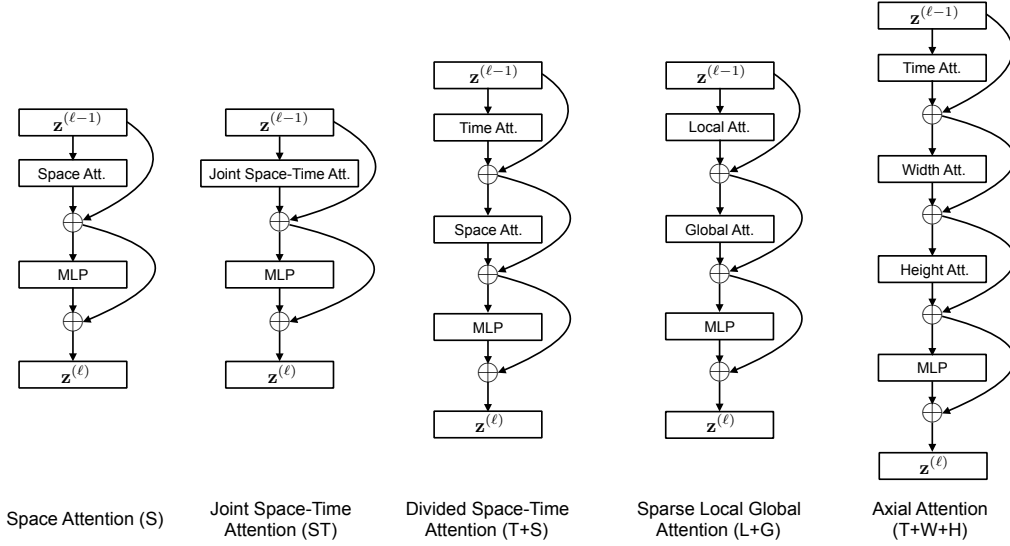 z^(ℓ−1)
Space Att.
MLP
z^(ℓ)
Space Attention (S)
z^(ℓ−1)
Joint Space-Time Att.
MLP
z^(ℓ)
Joint Space-Time
Attention (ST)
z^(ℓ−1)
Time Att.
Space Att.
MLP
z^(ℓ)
Divided Space-Time
Attention (T+S)
z^(ℓ−1)
Local Att.
Global Att.
MLP
z^(ℓ)
Sparse Local Global
Attention (L+G)
z^(ℓ−1)
Time Att.
Width Att.
Height Att.
MLP
z^(ℓ)
Axial Attention
(T+W+H)